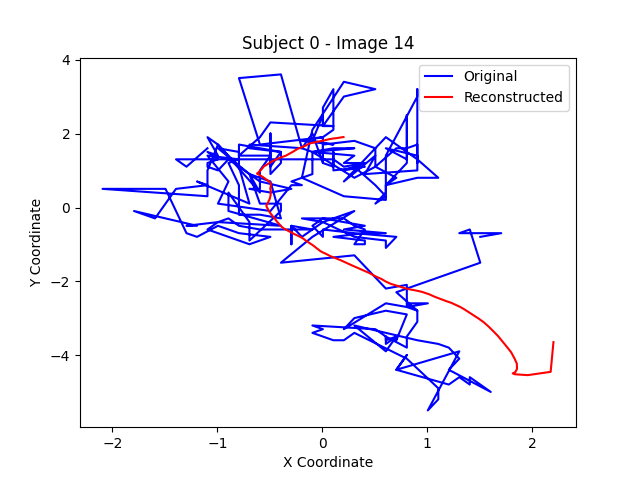 Subject 0 - Image 14
Original
Reconstructed
Y Coordinate
4
2
0
−2
−4
−2
−1
0
1
2
X Coordinate